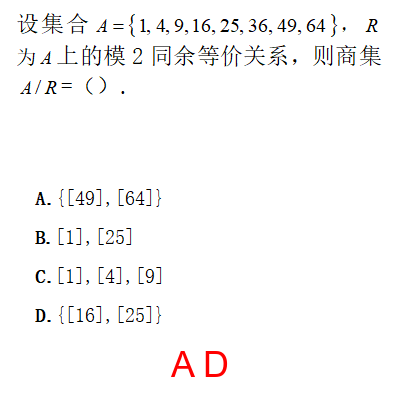 设集合 A={1, 4, 9,16, 25, 36, 49, 64}，R
为A上的模 2 同余等价关系，则商集
A/R=（）.
A. {[49],[64]}
B. [1],[25]
C. [1],[4],[9]
D. {[16],[25]}
A D